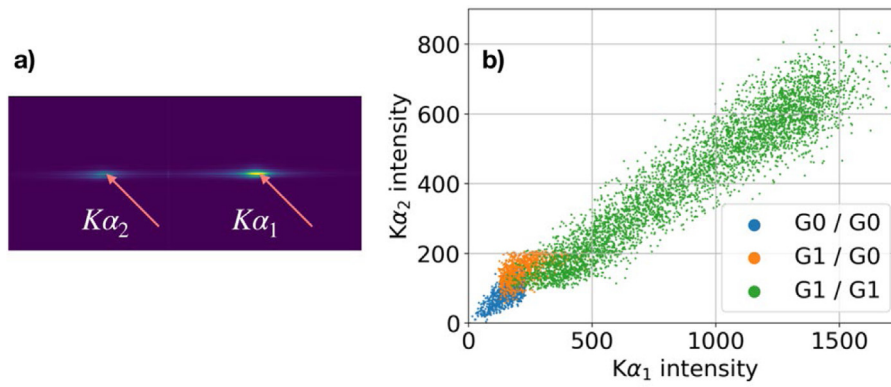 a)
Kα₂
Kα₁
b)
Kα₂ intensity
800
600
400
200
0
G0 / G0
G1 / G0
G1 / G1
0
500
1000
1500
Kα₁ intensity